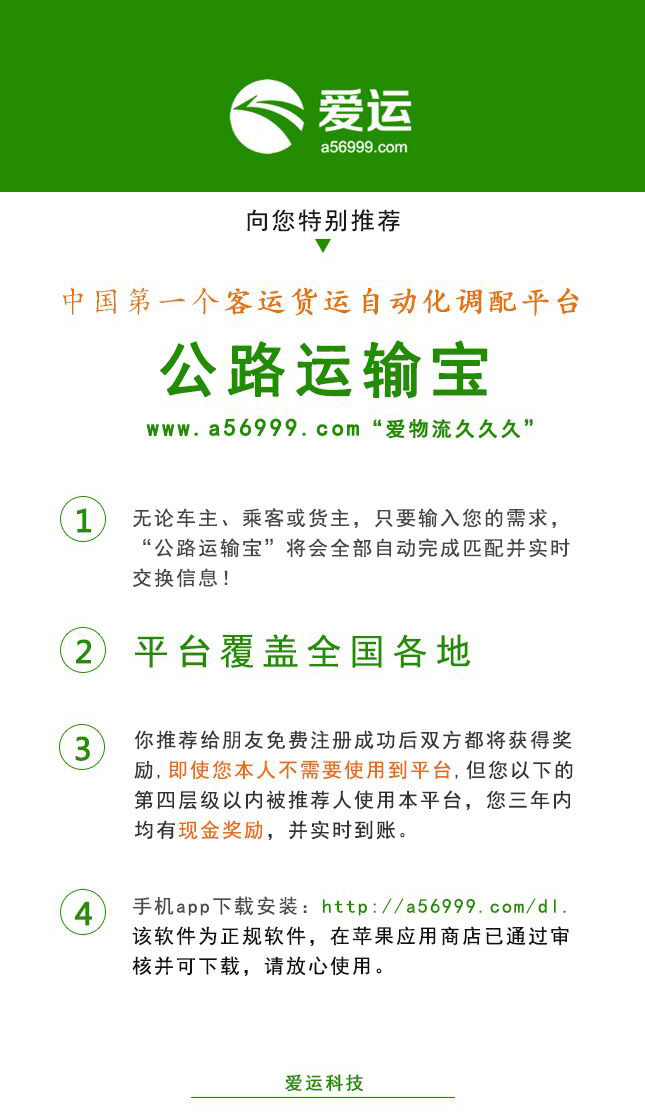 爱运
a56999.com
向您特别推荐
中国第一个客运货运自动化调配平台
公路运输宝
www.a56999.com“爱物流久久久”
1
无论车主、乘客或货主，只要输入您的需求，
“公路运输宝”将会全部自动完成匹配并实时
交换信息！
2
平台覆盖全国各地
3
你推荐给朋友免费注册成功后双方都将获得奖
励,即使您本人不需要使用到平台,但您以下的
第四层级以内被推荐人使用本平台，您三年内
均有现金奖励，并实时到账。
4
手机app下载安装：http://a56999.com/dl.
该软件为正规软件，在苹果应用商店已通过审
核并可下载，请放心使用。
爱运科技